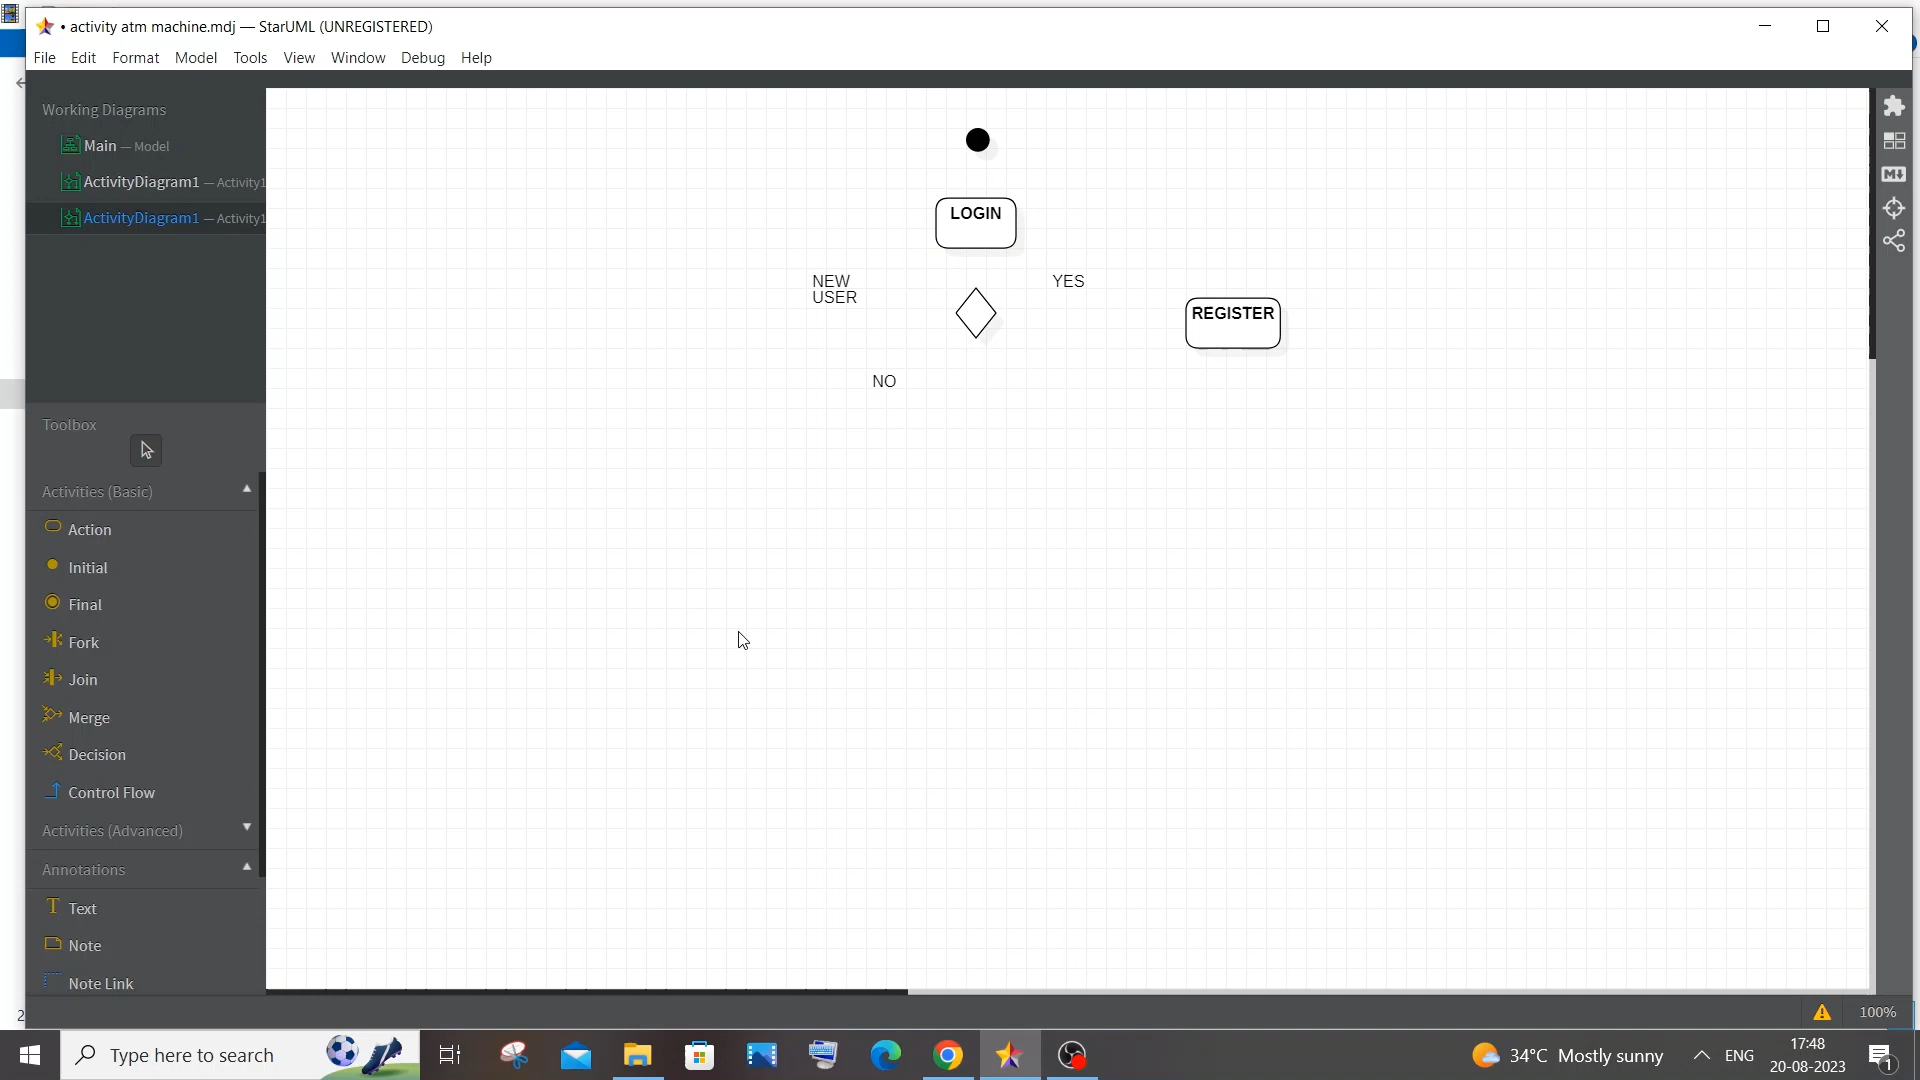 • activity atm machine.mdj — StarUML (UNREGISTERED)
File Edit Format Model Tools View Window Debug Help
Working Diagrams
Main — Model
ActivityDiagram1 — Activity1
ActivityDiagram1 — Activity1
Toolbox
Activities (Basic)
Action
Initial
Final
Fork
Join
Merge
Decision
Control Flow
Activities (Advanced)
Annotations
Text
Note
Note Link
LOGIN
NEW
USER
YES
REGISTER
NO
100%
2
Type here to search
34°C Mostly sunny
ENG
17:48
20-08-2023
1